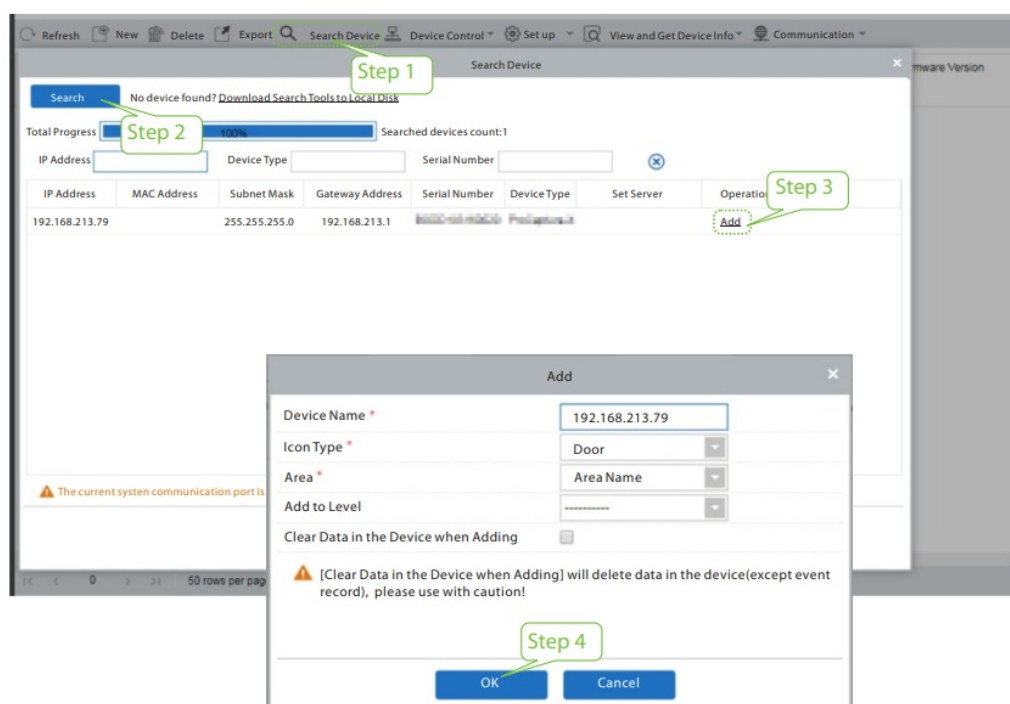 Refresh New Delete Export Search Device Device Control Set up View and Get Device Info Communication
Step 1
Search Device
Search No device found? Download Search Tools to Local Disk
Step 2
Total Progress 100% Searched devices count:1
IP Address Device Type Serial Number
IP Address MAC Address Subnet Mask Gateway Address Serial Number Device Type Set Server
Step 3
192.168.213.79 255.255.255.0 192.168.213.1 Add
Add
Device Name * 192.168.213.79
Icon Type * Door
Area * Area Name
The current systen communication port is
Add to Level ----------
Clear Data in the Device when Adding
[Clear Data in the Device when Adding] will delete data in the device(except event
record), please use with caution!
0 50 rows per
Step 4
OK Cancel